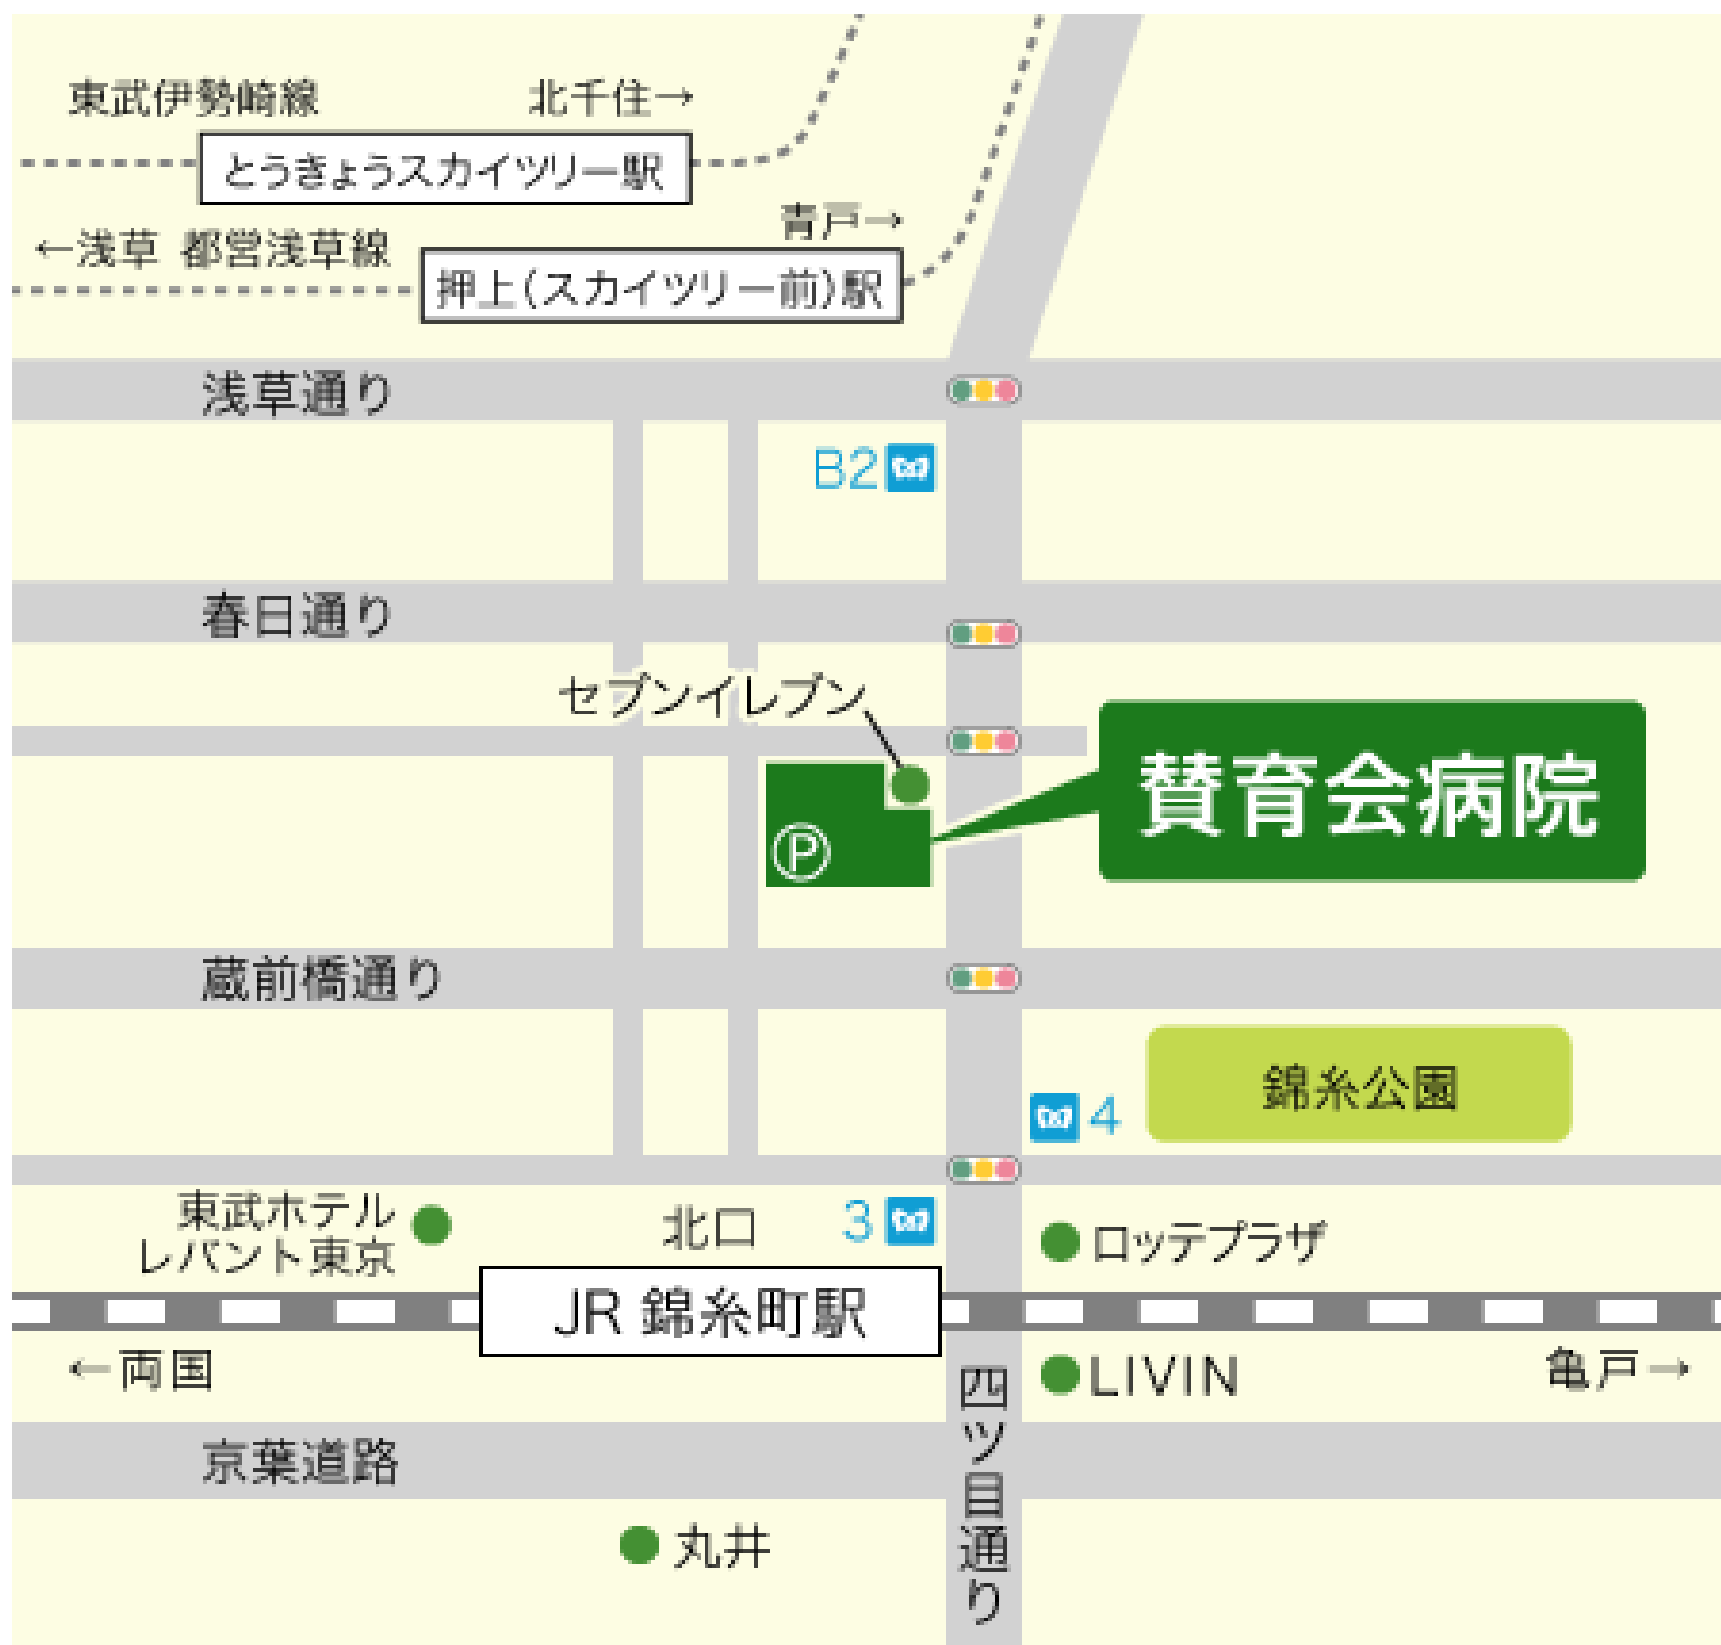 東武伊勢崎線
北千住→
とうきょうスカイツリー駅
青戸→
←浅草 都営浅草線
押上(スカイツリー前)駅
浅草通り
B2
春日通り
セブンイレブン
賛育会病院
P
蔵前橋通り
錦糸公園
4
東武ホテル
レバント東京
北口
3
ロッテプラザ
JR 錦糸町駅
←両国
LIVIN
亀戸→
四ツ目通り
京葉道路
丸井